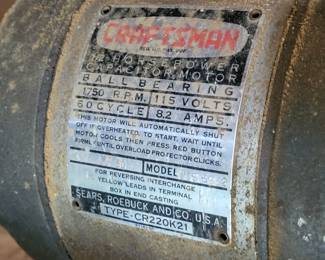 CRAFTSMAN
HORSEPOWER
CAPACITOR MOTOR
BALL BEARING
1750 R.P.M. 115 VOLTS
60 CYCLE 8.2 AMPS.
THIS MOTOR WILL AUTOMATICALLY SHUT
OFF IF OVERHEATED. TO START, WAIT UNTIL
MOTOR COOLS THEN PRESS RED BUTTON
FIRMLY UNTIL OVERLOAD PROTECTOR CLICKS.
MODEL
FOR REVERSING INTERCHANGE
YELLOW LEADS IN TERMINAL
BOX IN END CASTING
SEARS, ROEBUCK AND CO. U.S.A.
TYPE-CR220K21